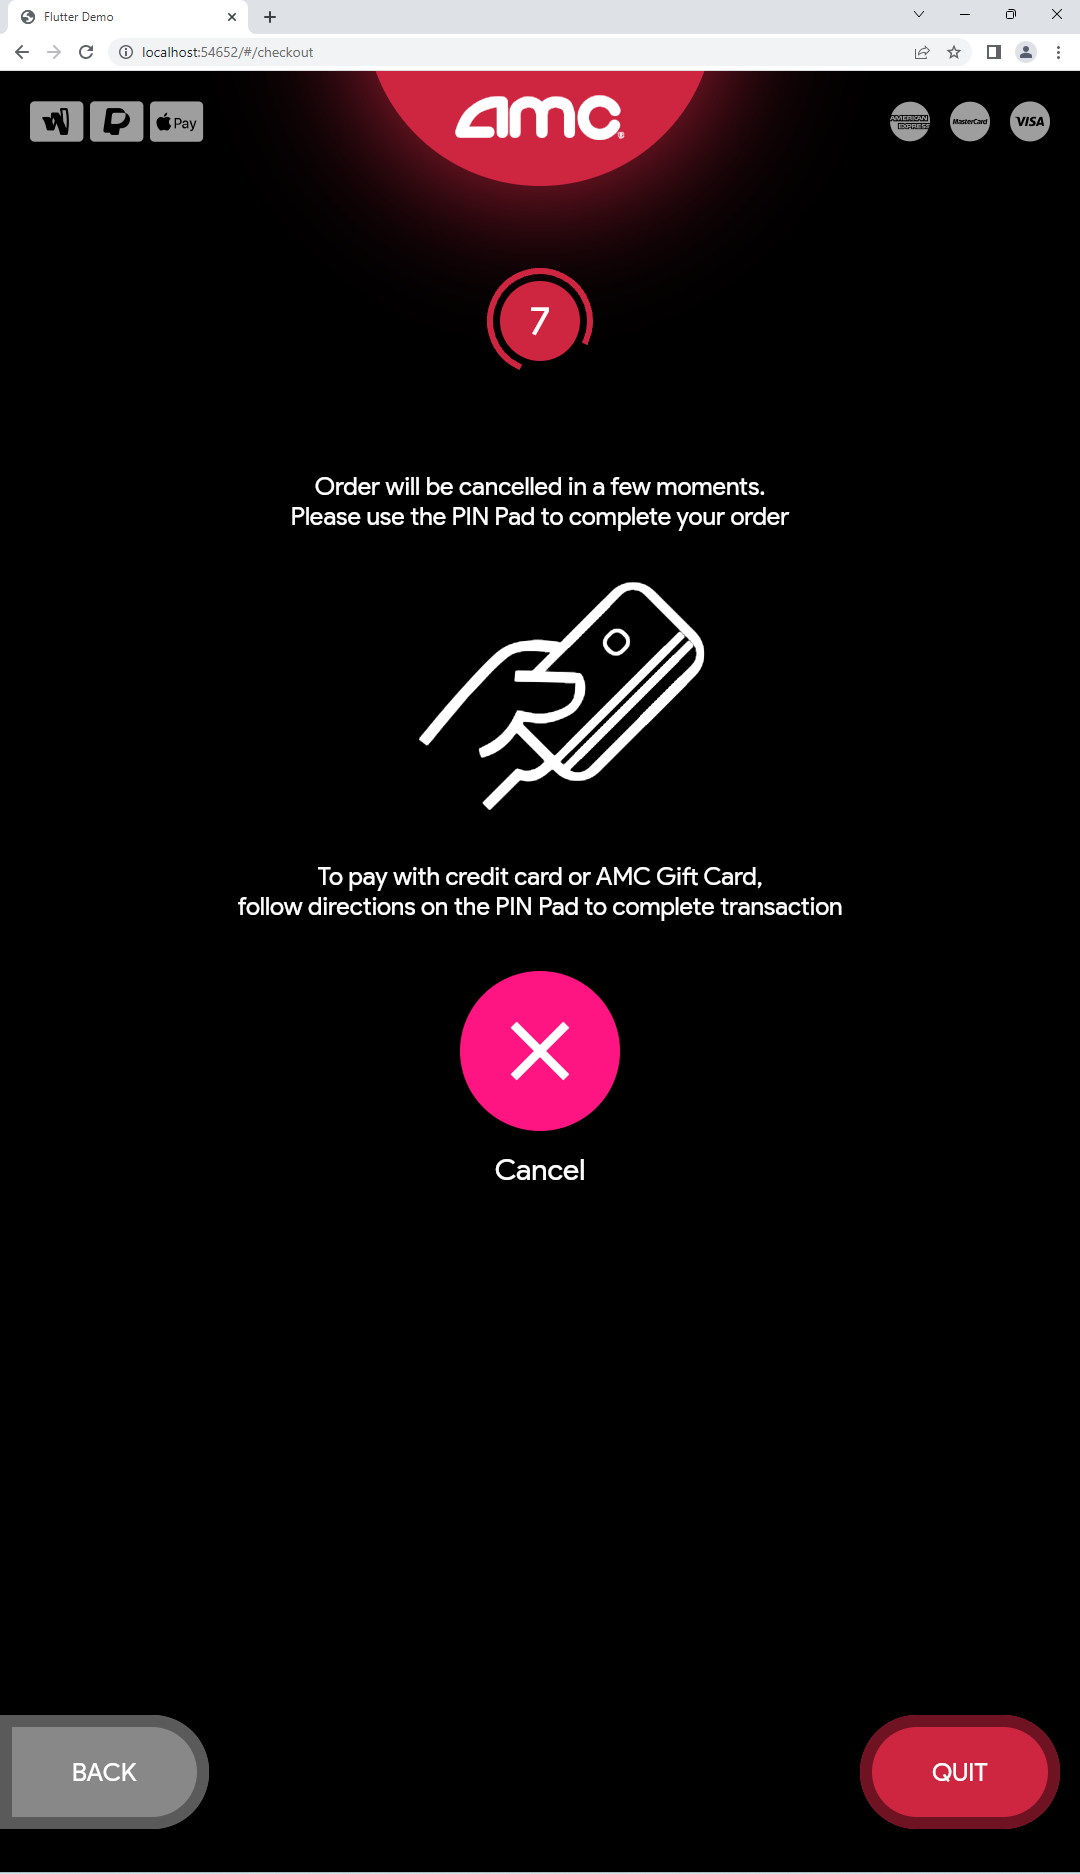 Flutter Demo
localhost:54652/#/checkout
Pay
amc
AMERICAN EXPRESS
MasterCard
VISA
7
Order will be cancelled in a few moments.
Please use the PIN Pad to complete your order
To pay with credit card or AMC Gift Card,
follow directions on the PIN Pad to complete transaction
Cancel
BACK
QUIT